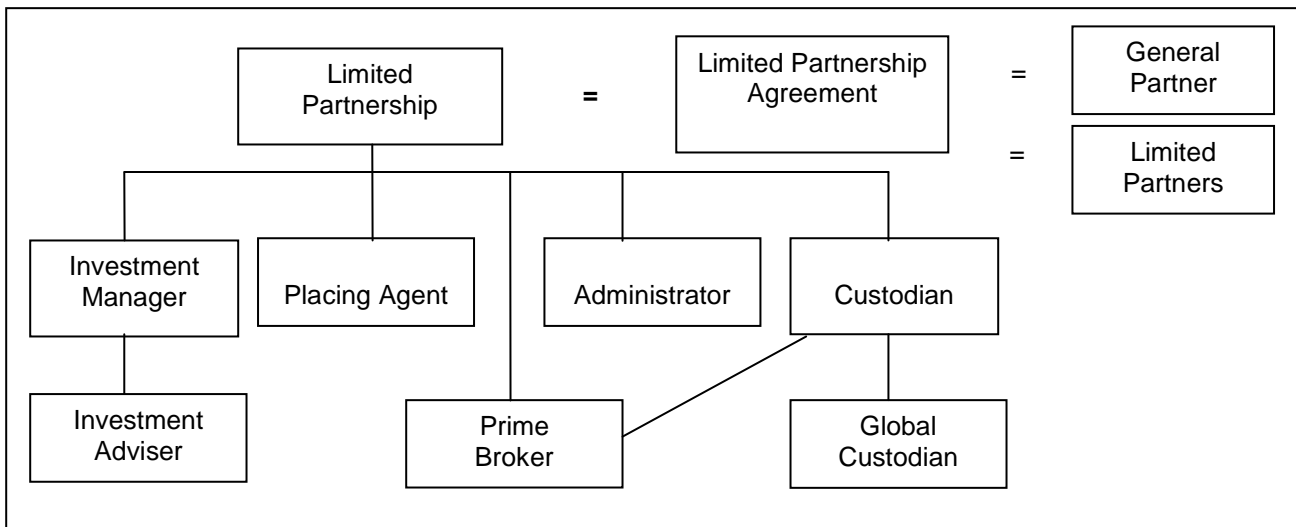 Limited
Partnership
=
Limited Partnership
Agreement
=
General
Partner
=
Limited
Partners
Investment
Manager
Placing Agent
Administrator
Custodian
Investment
Adviser
Prime
Broker
Global
Custodian